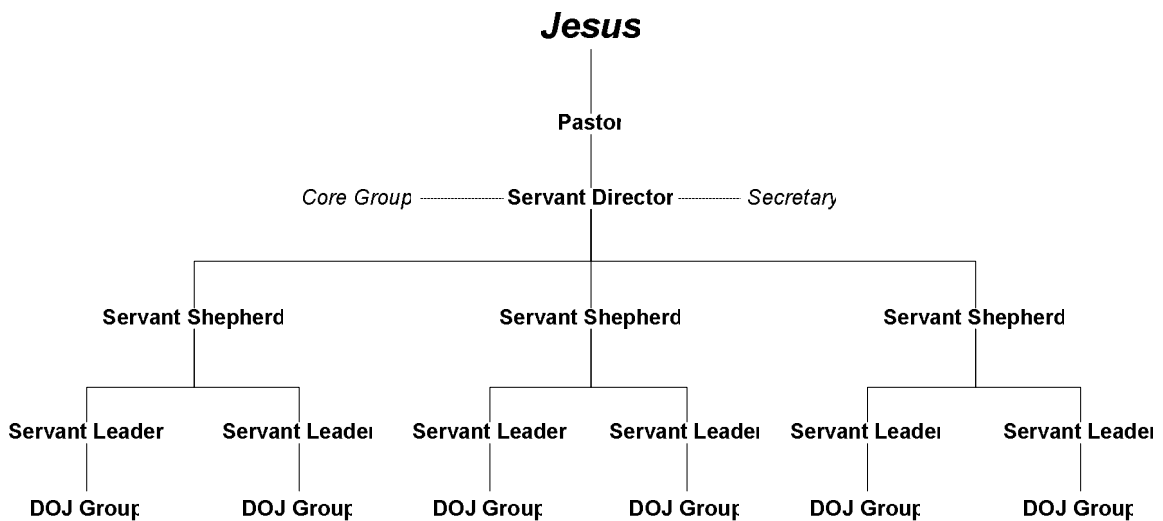 Jesus
Pastor
Core Group Servant Director Secretary
Servant Shepherd Servant Shepherd Servant Shepherd
Servant Leader Servant Leader Servant Leader Servant Leader Servant Leader Servant Leader
DOJ Group DOJ Group DOJ Group DOJ Group DOJ Group DOJ Group